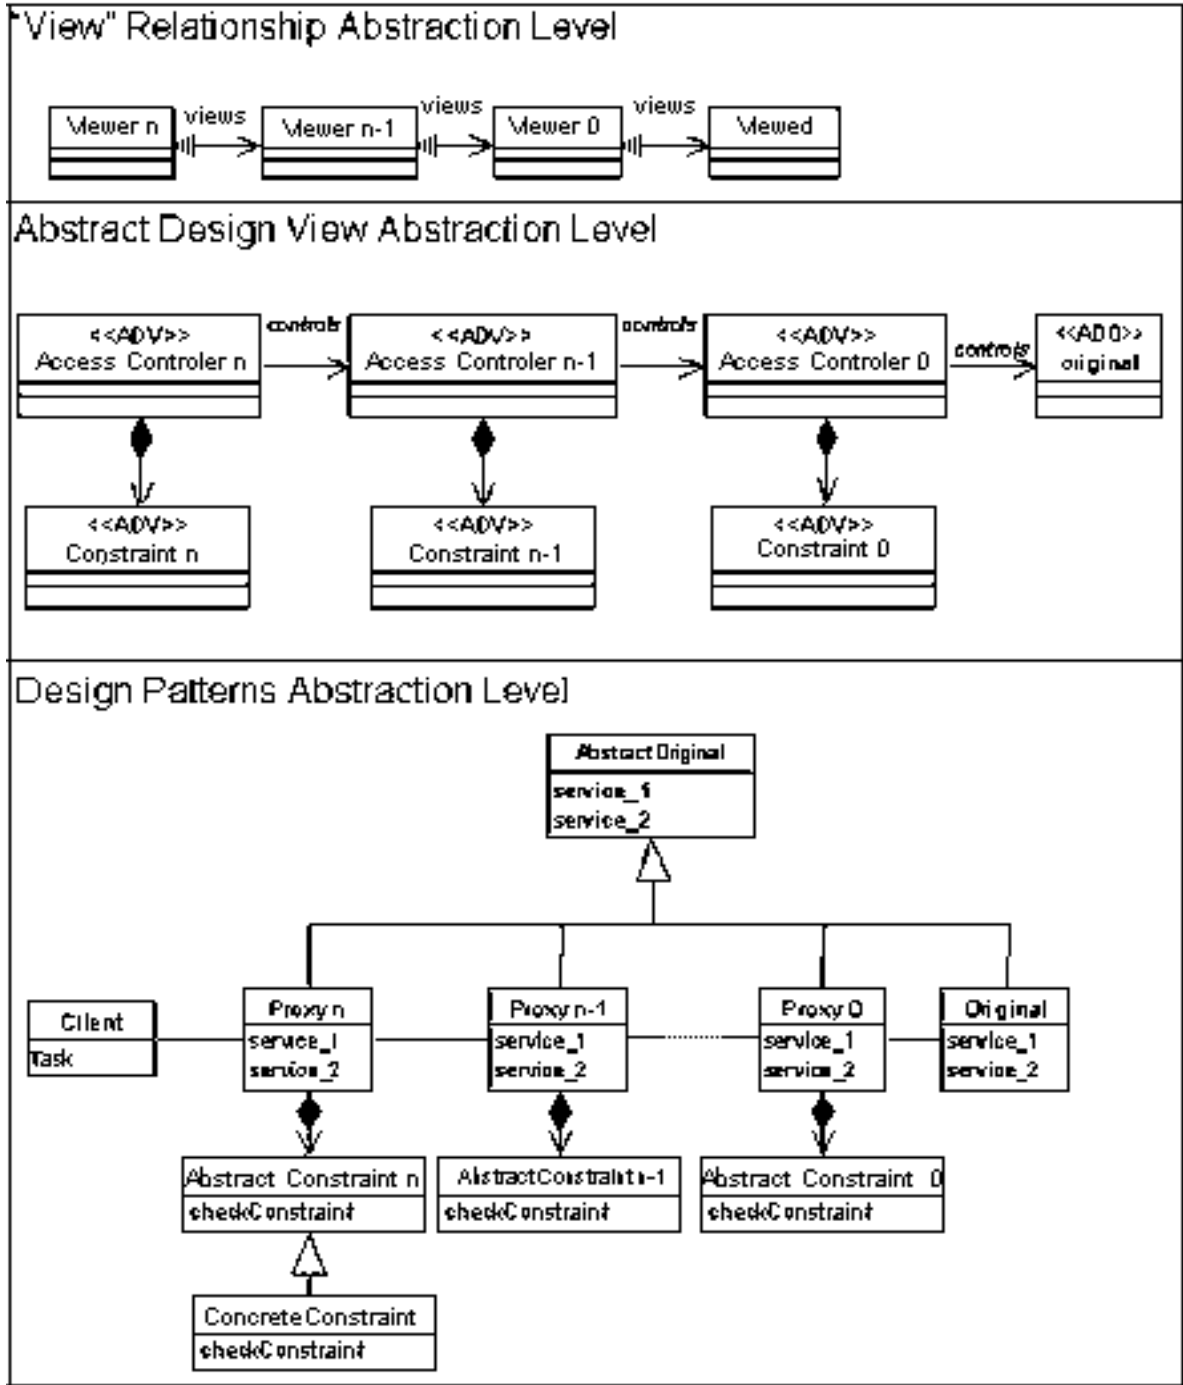 "View" Relationship Abstraction Level
Viewer n
views
Viewer n-1
views
Viewer 0
views
Viewed
Abstract Design View Abstraction Level
<<ADV>>
Access Controler n
controls
<<ADV>>
Access Controler n-1
controls
<<ADV>>
Access Controler 0
controls
<<ADO>>
original
<<ADV>>
Constraint n
<<ADV>>
Constraint n-1
<<ADV>>
Constraint 0
Design Patterns Abstraction Level
AbstractOriginal
service_1
service_2
Client
Task
Proxy n
service_1
service_2
Proxy n-1
service_1
service_2
Proxy 0
service_1
service_2
Original
service_1
service_2
Abstract Constraint n
checkConstraint
AbstractConstraint n-1
checkConstraint
Abstract Constraint 0
checkConstraint
ConcreteConstraint
checkConstraint